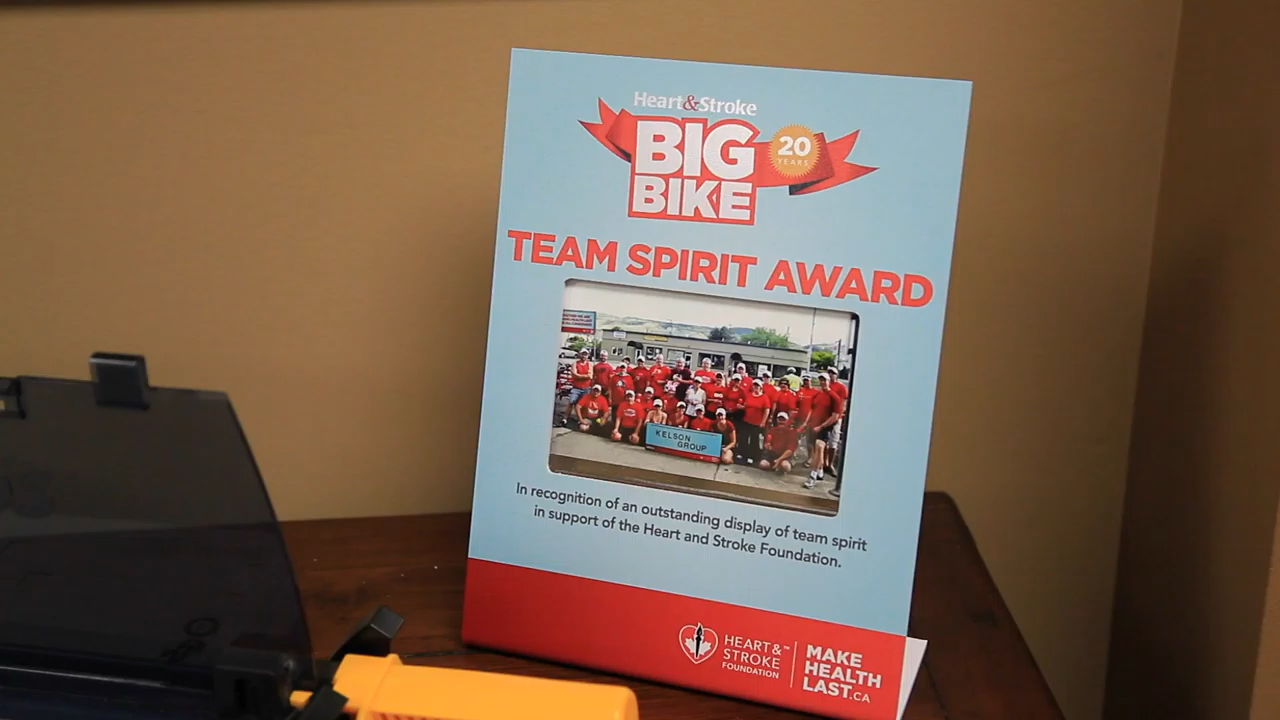 Heart&Stroke
BIG
BIKE
20
YEARS
TEAM SPIRIT AWARD
KELSON
GROUP
In recognition of an outstanding display of team spirit
in support of the Heart and Stroke Foundation.
HEART&™
STROKE
FOUNDATION
MAKE
HEALTH
LAST.CA